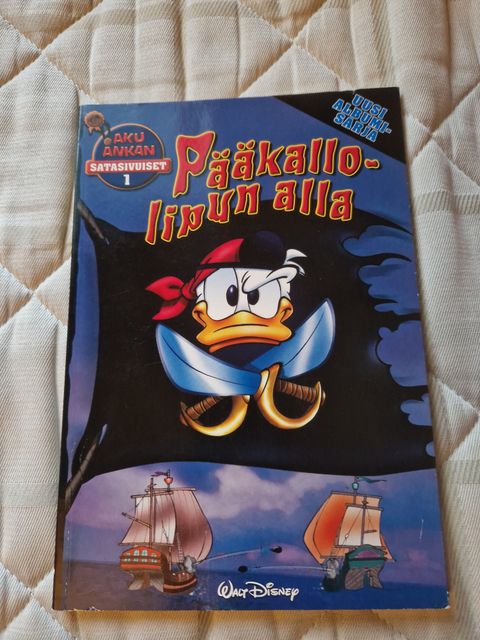 AKU
ANKAN
SATASIVUISET
1
UUSI
ALBUMI-
SARJA
Pääkallo-
lipun alla
WALT DISNEY